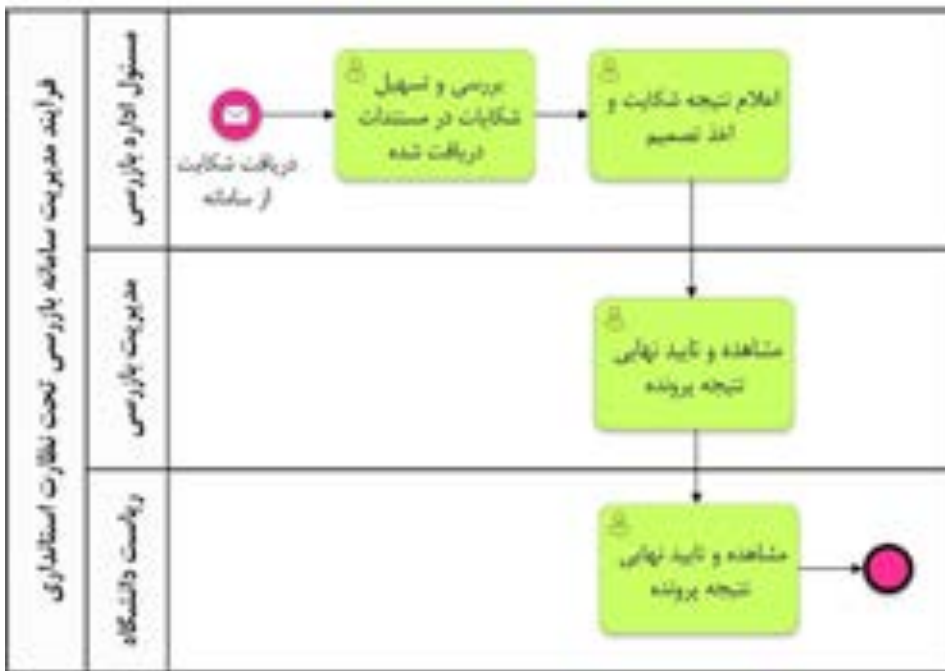 فرآیند مدیریت سامانه بازرسی تحت نظارت استانداری
مسئول اداره بازرسی
دریافت شکایت
از سامانه
بررسی و تسهیل
شکایات در مستندات
دریافت شده
اعلام نتیجه شکایت و
اخذ تصمیم
مدیریت بازرسی
مشاهده و تایید نهایی
نتیجه پرونده
ریاست دانشگاه
مشاهده و تایید نهایی
نتیجه پرونده